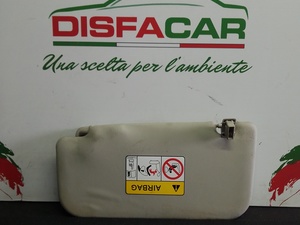 DISFACAR
Una scelta per l'ambiente
AIRBAG